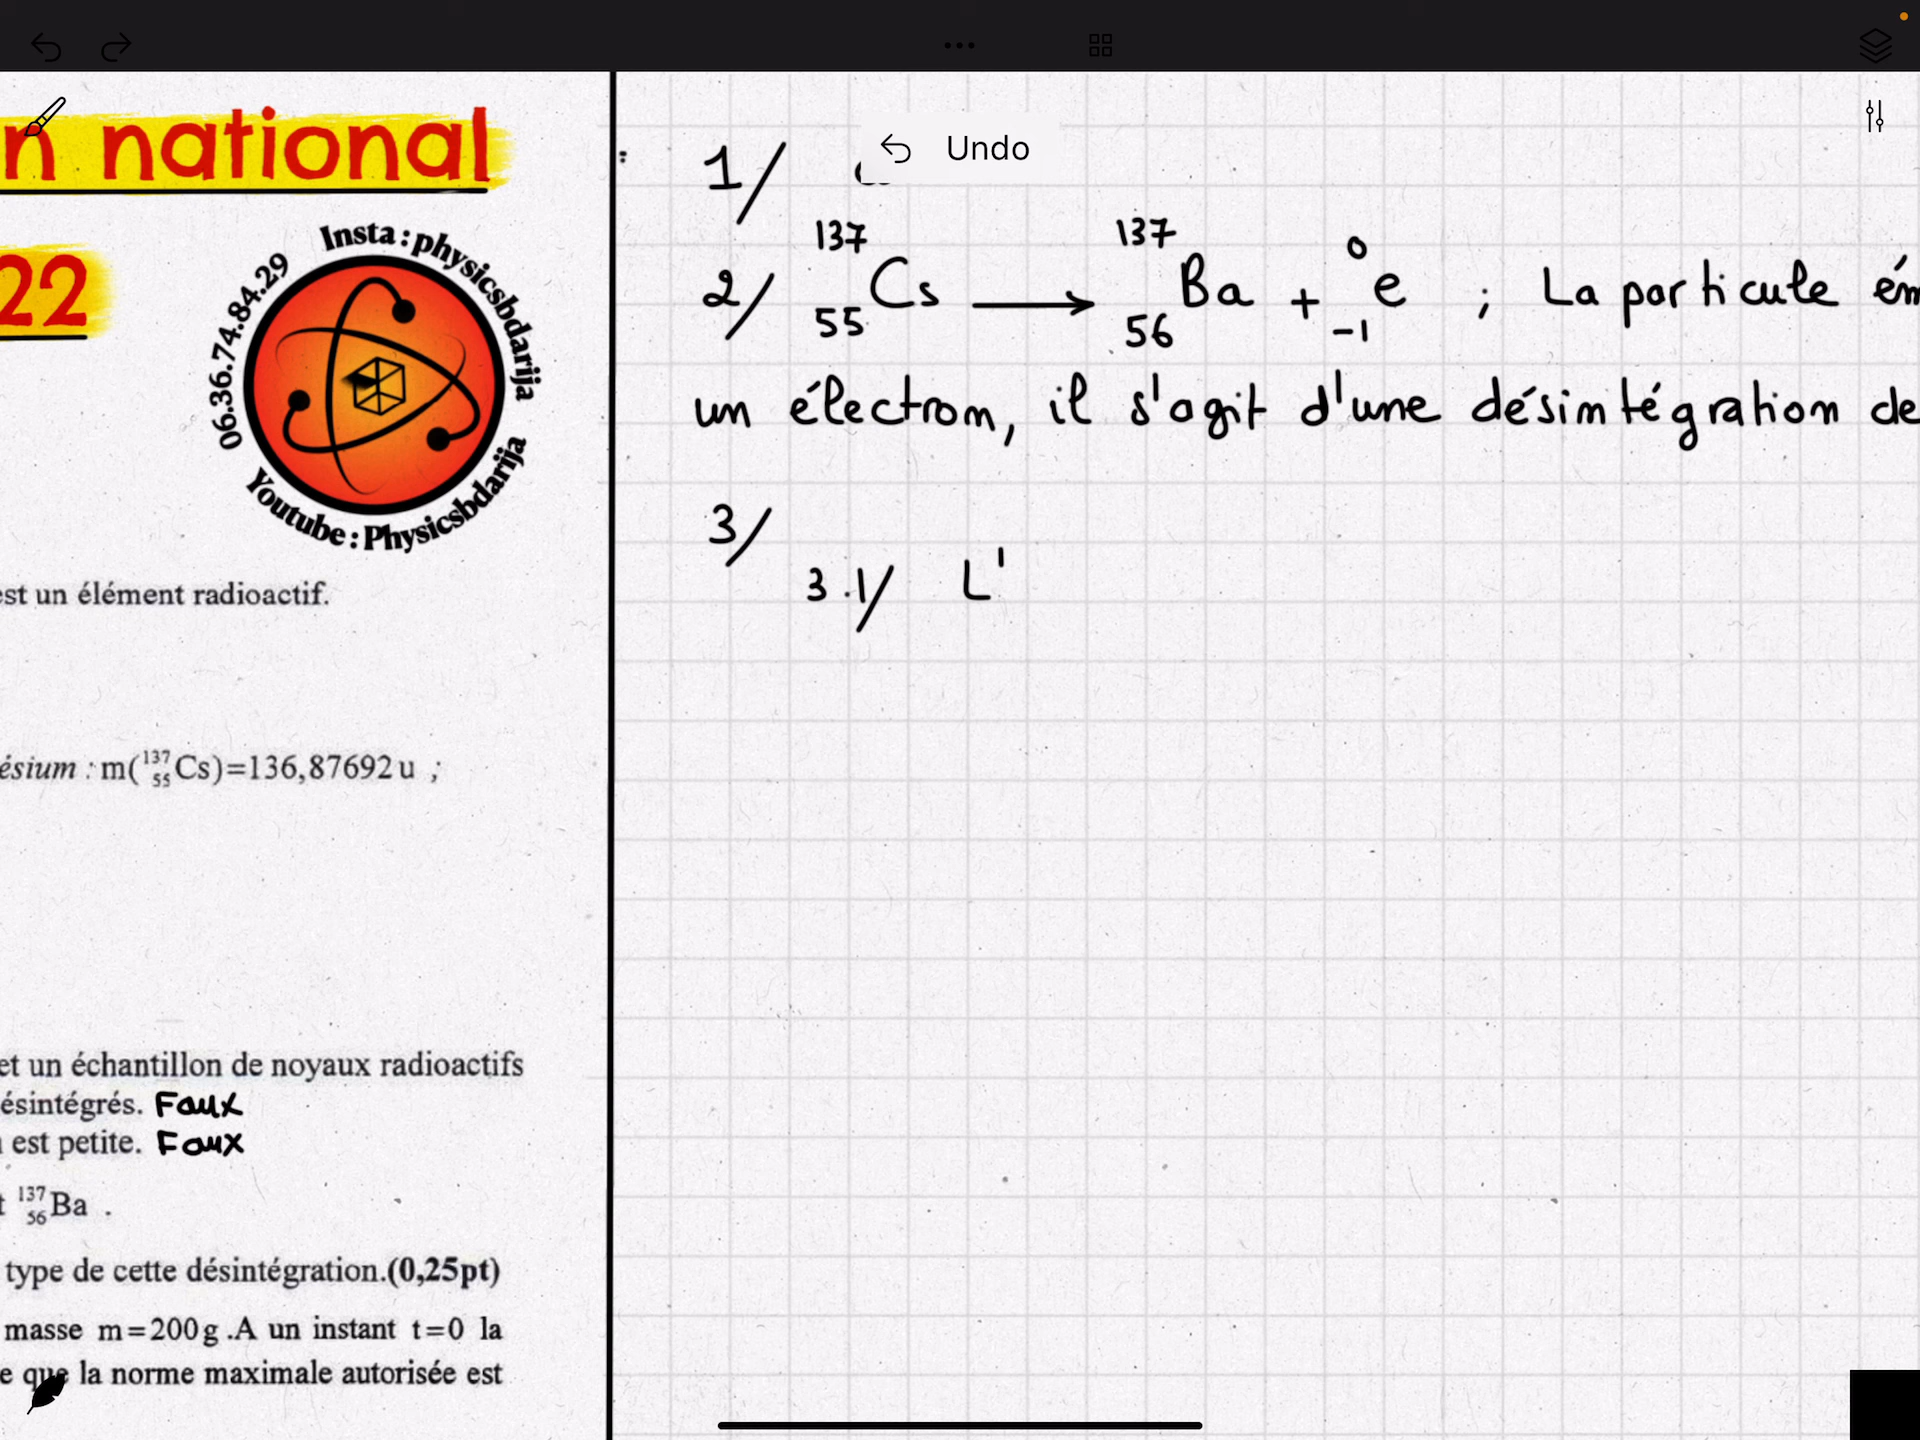 Undo
n national
22
Insta:physicsbdarija
06.36.74.84.29
Youtube:Physicsbdarija
est un élément radioactif.
ésium : m(¹³⁷₅₅Cs)=136,87692 u ;
et un échantillon de noyaux radioactifs
ésintégrés. Faux
est petite. Faux
t ¹³⁷₅₆Ba .
type de cette désintégration.(0,25pt)
masse m=200g .A un instant t=0 la
e que la norme maximale autorisée est
: 1/
2/ ¹³⁷₅₅Cs ⟶ ¹³⁷₅₆Ba + ⁰₋₁e ; La particule ém
un électron, il s'agit d'une désintégration de
3/
3.1/ L'